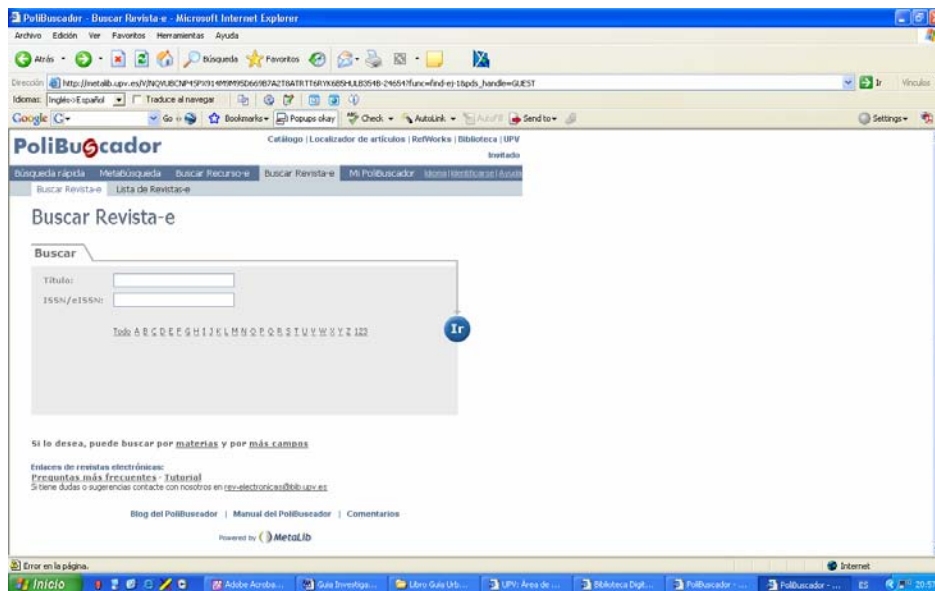 PoliBuscador - Buscar Revista-e - Microsoft Internet Explorer
Archivo Edición Ver Favoritos Herramientas Ayuda
Atrás Búsqueda Favoritos
Dirección Ir Vínculos
Idiomas: Inglés<>Español Traduce al navegar
Google G Go Bookmarks Popups okay Check AutoLink AutoFill Send to Settings
PoliBuscador
Catálogo | Localizador de artículos | RefWorks | Biblioteca | UPV
Invitado
Búsqueda rápida MetaBúsqueda Buscar Recurso-e Buscar Revista-e Mi PoliBuscador Idioma | Identificarse | Ayuda
Buscar Revista-e Lista de Revistas-e
Buscar Revista-e
Buscar
Título:
ISSN/eISSN:
Todo A B C D E F G H I J K L M N O P Q R S T U V W X Y Z 123
Ir
Si lo desea, puede buscar por materias y por más campos
Enlaces de revistas electrónicas:
Preguntas más frecuentes - Tutorial
Si tiene dudas o sugerencias contacte con nosotros en rev-electronicas@bib.upv.es
Blog del PoliBuscador | Manual del PoliBuscador | Comentarios
Powered by MetaLib
Error en la página. Internet
Inicio Adobe Acroba... Guia Investiga... Libro Guia Urb... UPV: Área de ... Biblioteca Digit... PoliBuscador - ... PoliBuscador - ... ES 20:57